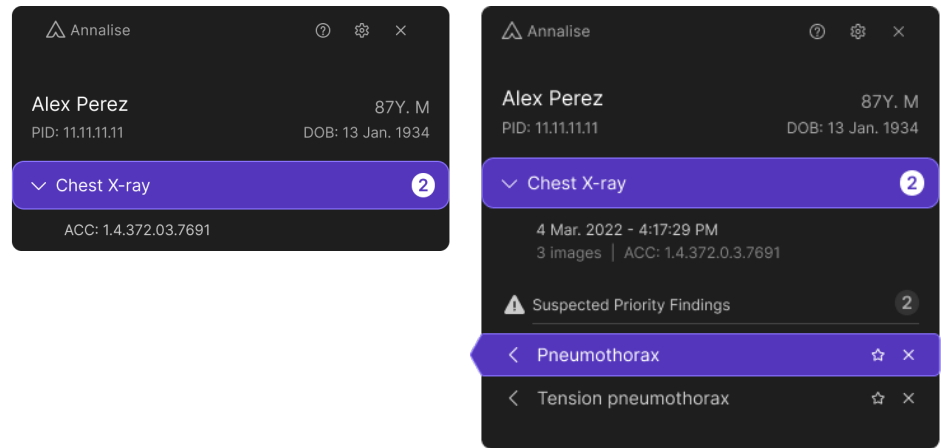 Annalise
Alex Perez
87Y. M
PID: 11.11.11.11
DOB: 13 Jan. 1934
Chest X-ray
2
ACC: 1.4.372.03.7691
Annalise
Alex Perez
87Y. M
PID: 11.11.11.11
DOB: 13 Jan. 1934
Chest X-ray
2
4 Mar. 2022 - 4:17:29 PM
3 images | ACC: 1.4.372.0.3.7691
Suspected Priority Findings
2
Pneumothorax
Tension pneumothorax